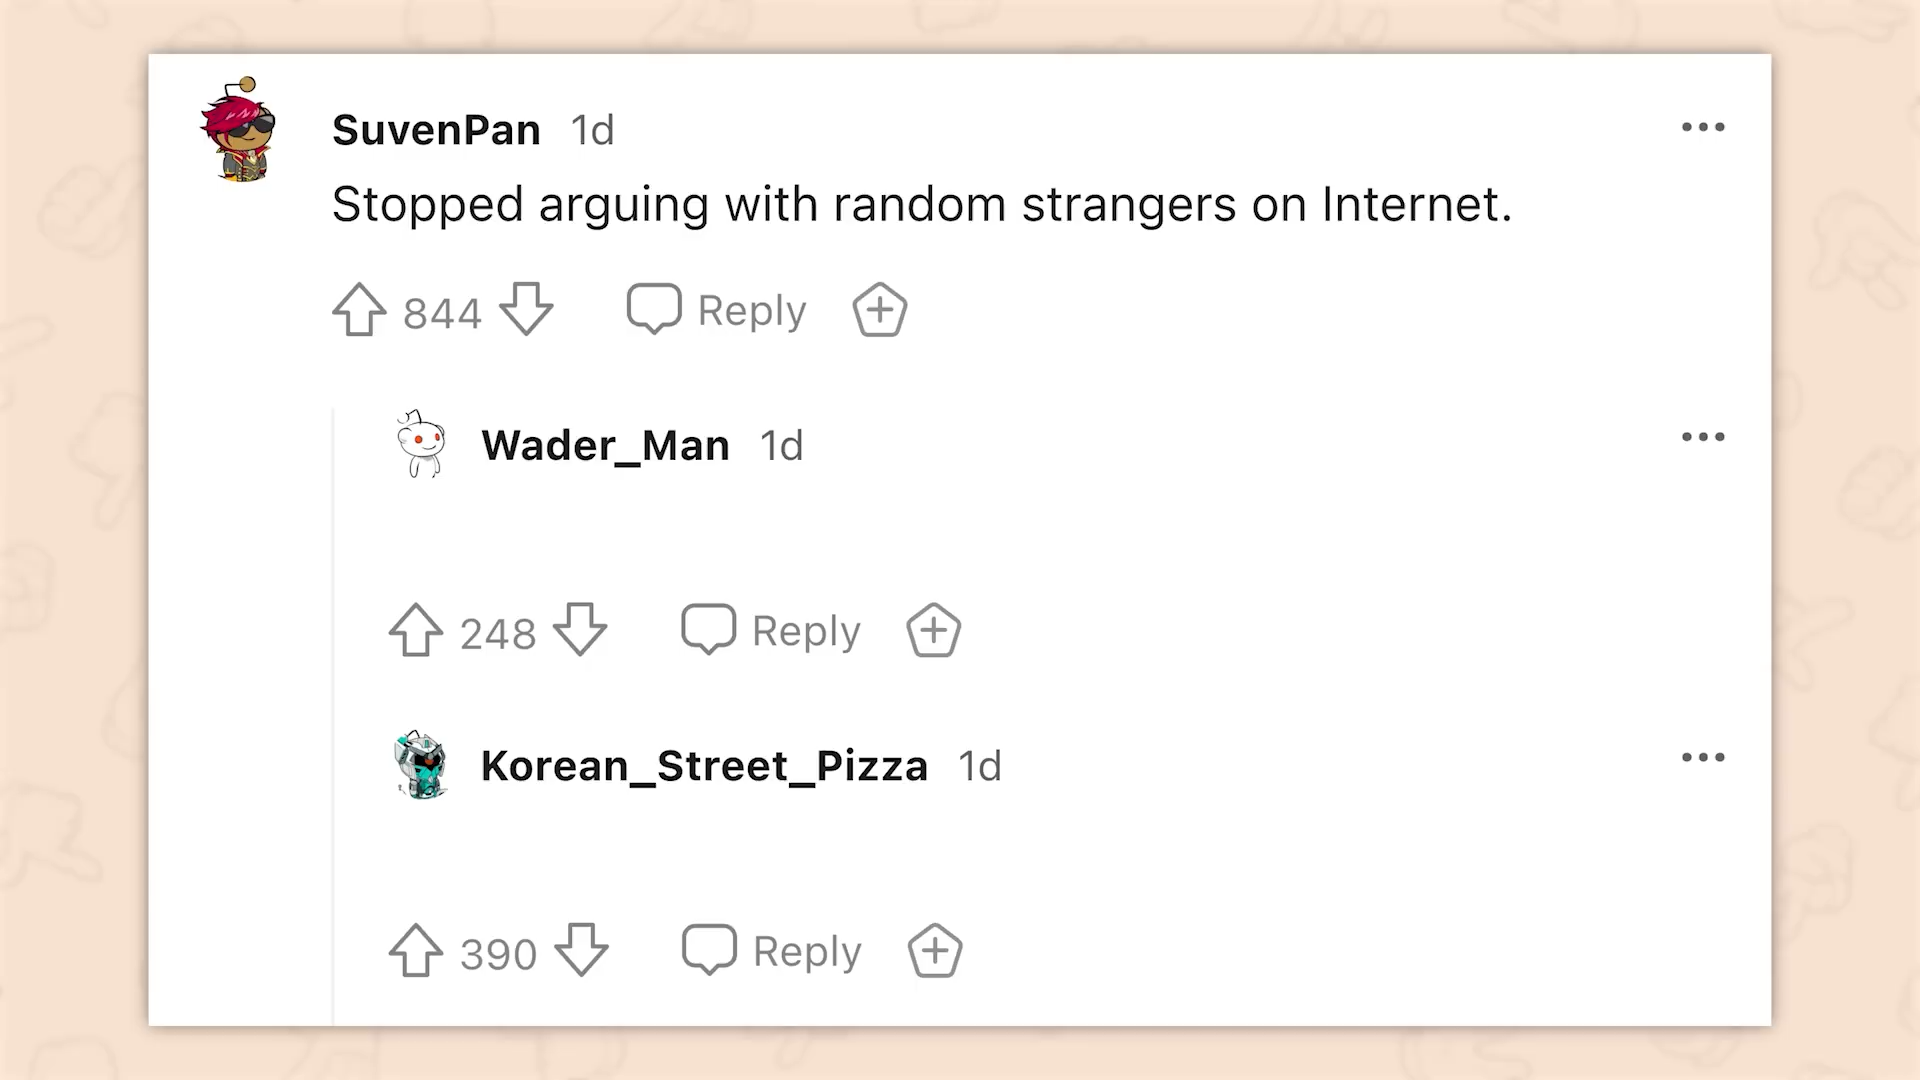 SuvenPan 1d
Stopped arguing with random strangers on Internet.
844 Reply
Wader_Man 1d
248 Reply
Korean_Street_Pizza 1d
390 Reply